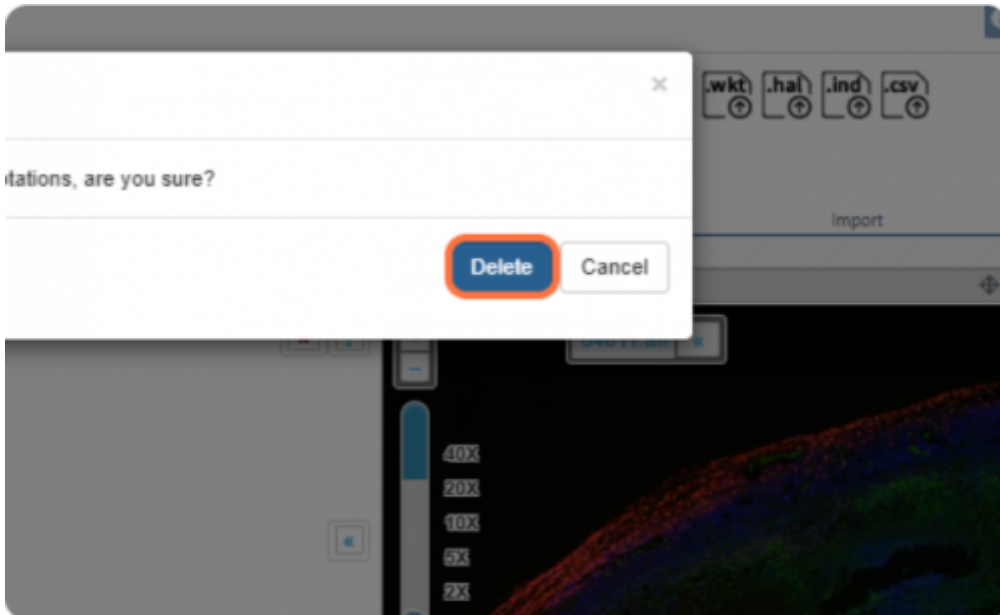 .wkt .hal .ind .csv
tations, are you sure?
Import
Delete Cancel
40X
20X
10X
5X
2X